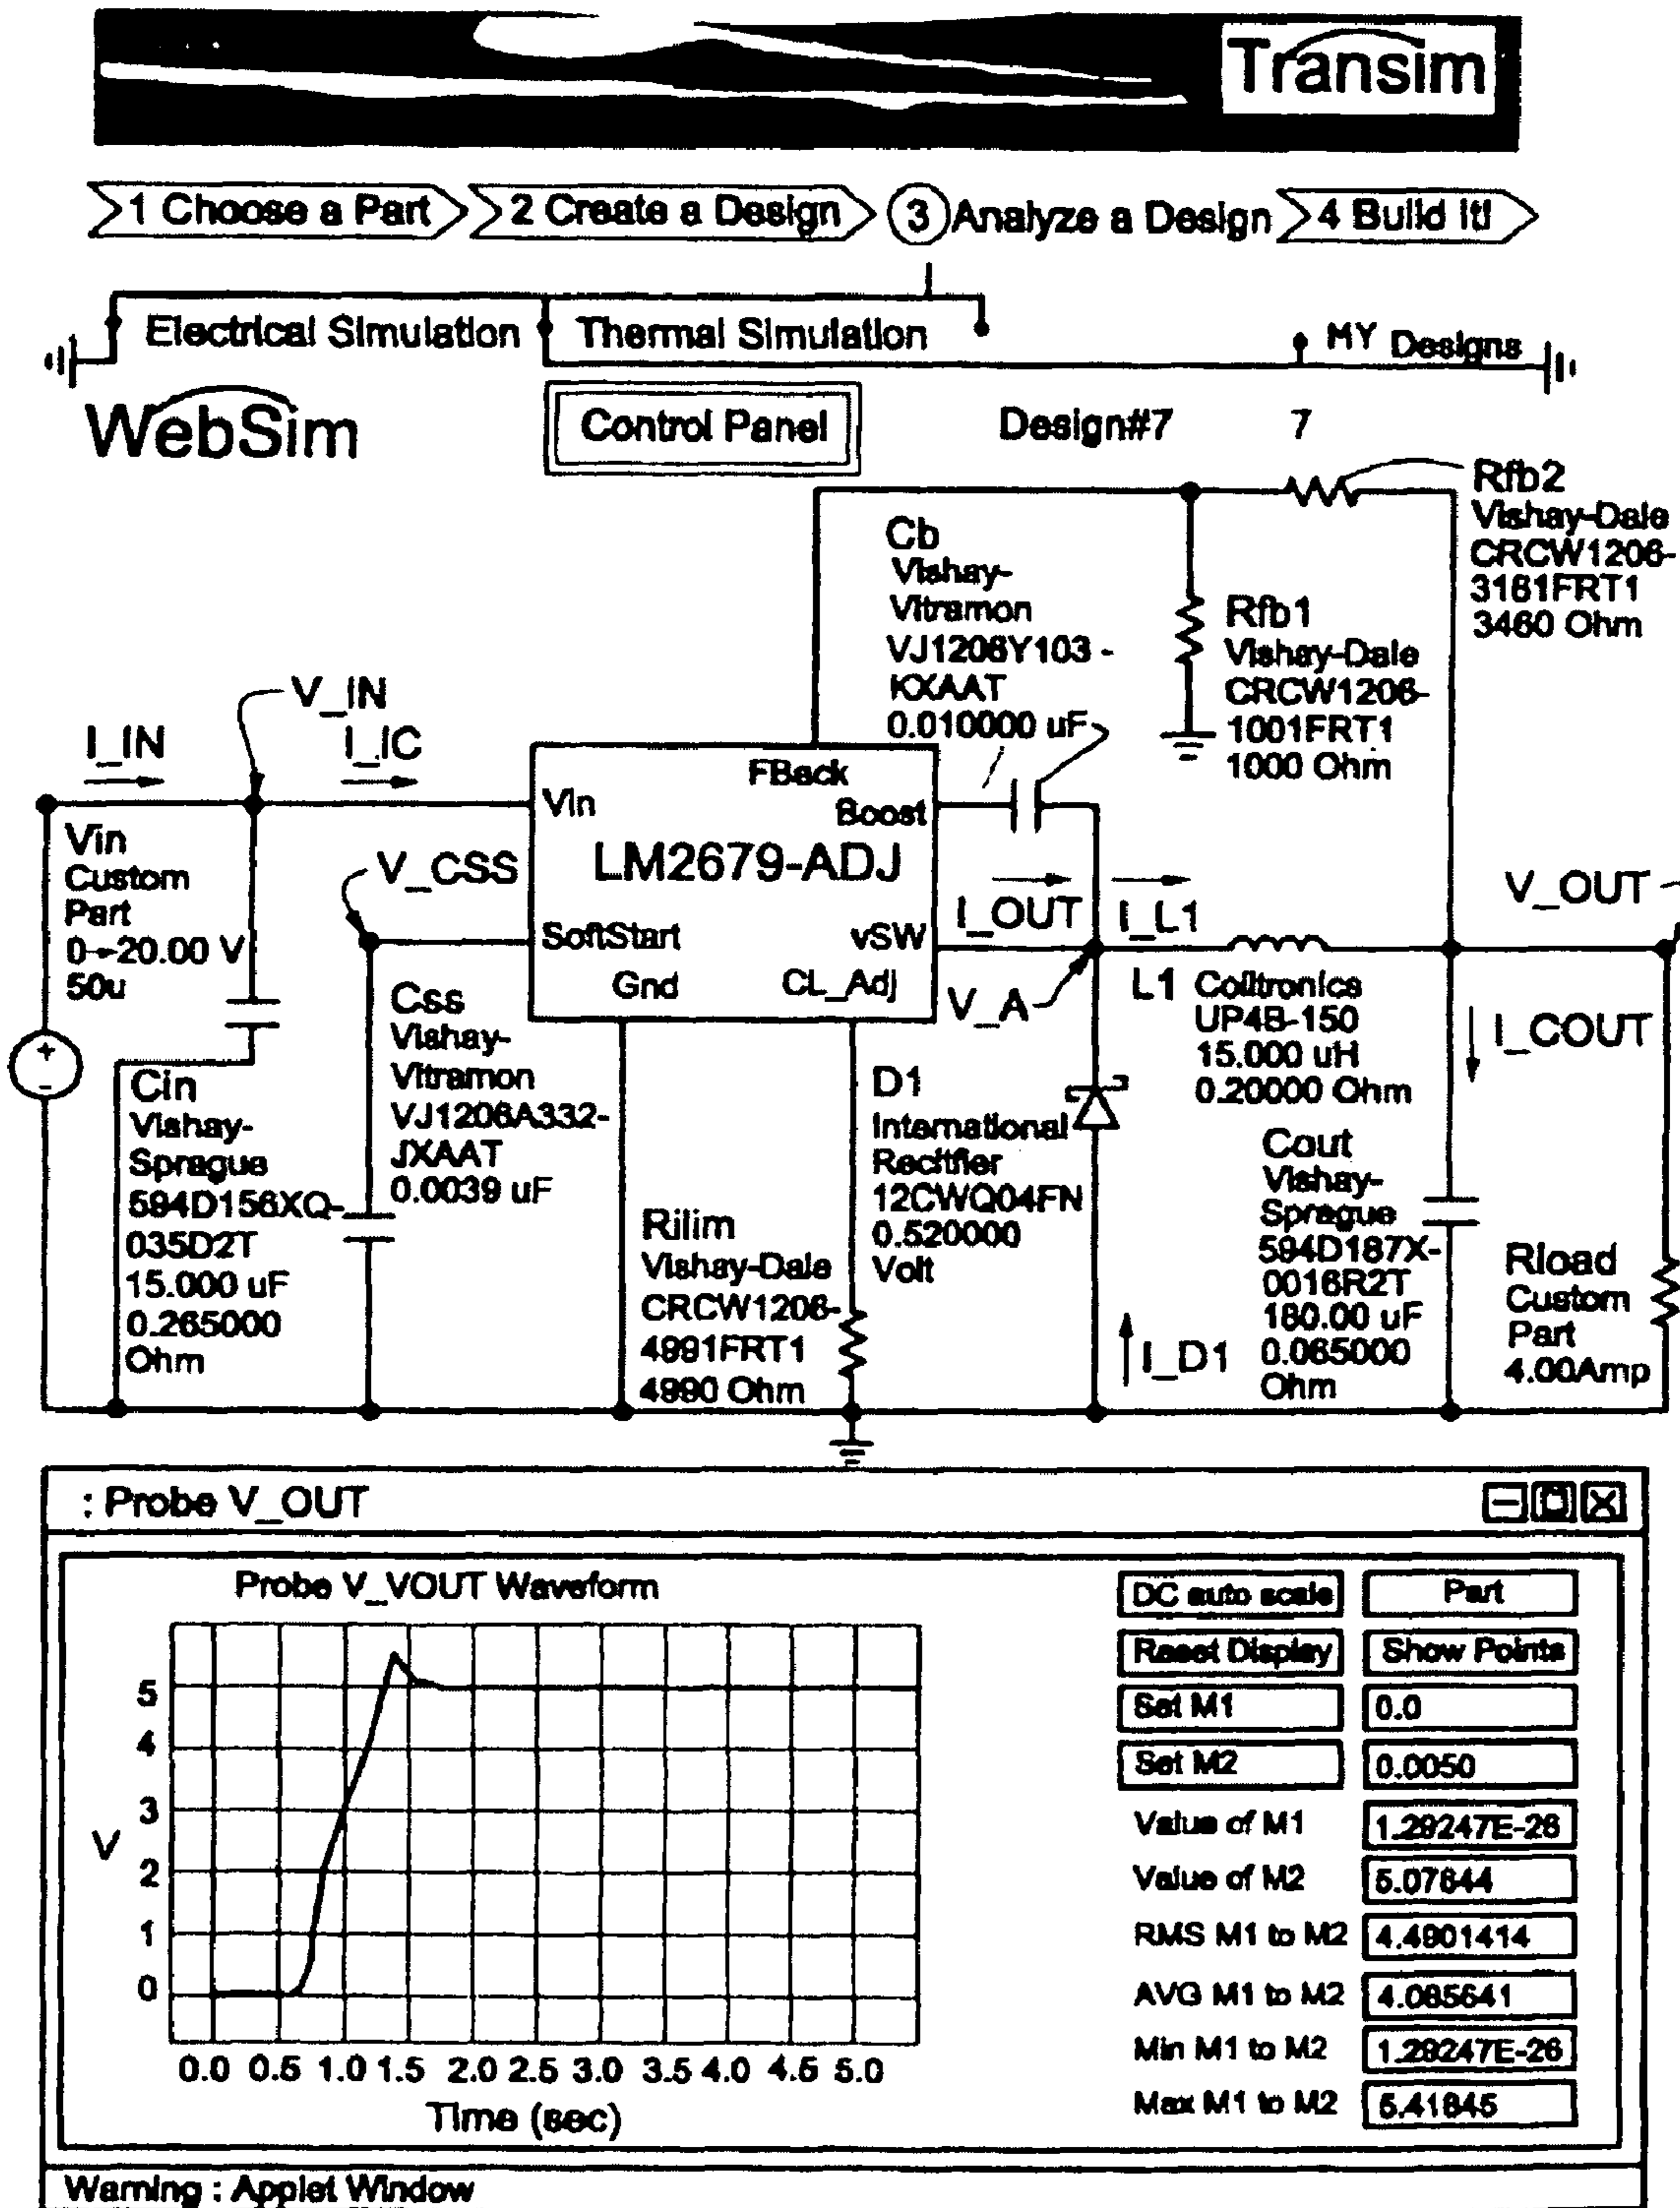 Transim
1 Choose a Part
2 Create a Design
3 Analyze a Design
4 Build it!
Electrical Simulation
Thermal Simulation
MY Designs
WebSim
Control Panel
Design#7
7
Rfb2
Vishay-Dale
CRCW1206-
3161FRT1
3460 Ohm
Cb
Vishay-
Vitramon
VJ1206Y103 -
KXAAT
0.010000 uF
Rfb1
Vishay-Dale
CRCW1206-
1001FRT1
1000 Ohm
V_IN
I_IN
I_IC
Vin
Custom
Part
0→20.00 V
50u
+
-
V_CSS
FBack
Vin
Boost
LM2679-ADJ
SoftStart
vSW
Gnd
CL_Adj
I_OUT
I_L1
V_OUT
V_A
L1
Coiltronics
UP4B-150
15.000 uH
0.20000 Ohm
I_COUT
Cin
Vishay-
Sprague
594D156XQ-
035D2T
15.000 uF
0.265000
Ohm
Css
Vishay-
Vitramon
VJ1206A332-
JXAAT
0.0039 uF
Rilim
Vishay-Dale
CRCW1206-
4991FRT1
4990 Ohm
D1
International
Rectifier
12CWQ04FN
0.520000
Volt
I_D1
Cout
Vishay-
Sprague
594D187X-
0016R2T
180.00 uF
0.065000
Ohm
Rload
Custom
Part
4.00Amp
: Probe V_OUT
Probe V_VOUT Waveform
5
4
3
V
2
1
0
0.0 0.5 1.0 1.5 2.0 2.5 3.0 3.5 4.0 4.5 5.0
Time (sec)
DC auto scale
Part
Reset Display
Show Points
Set M1
0.0
Set M2
0.0050
Value of M1
1.29247E-26
Value of M2
5.07844
RMS M1 to M2
4.4901414
AVG M1 to M2
4.085641
Min M1 to M2
1.29247E-26
Max M1 to M2
5.41845
Warning : Applet Window